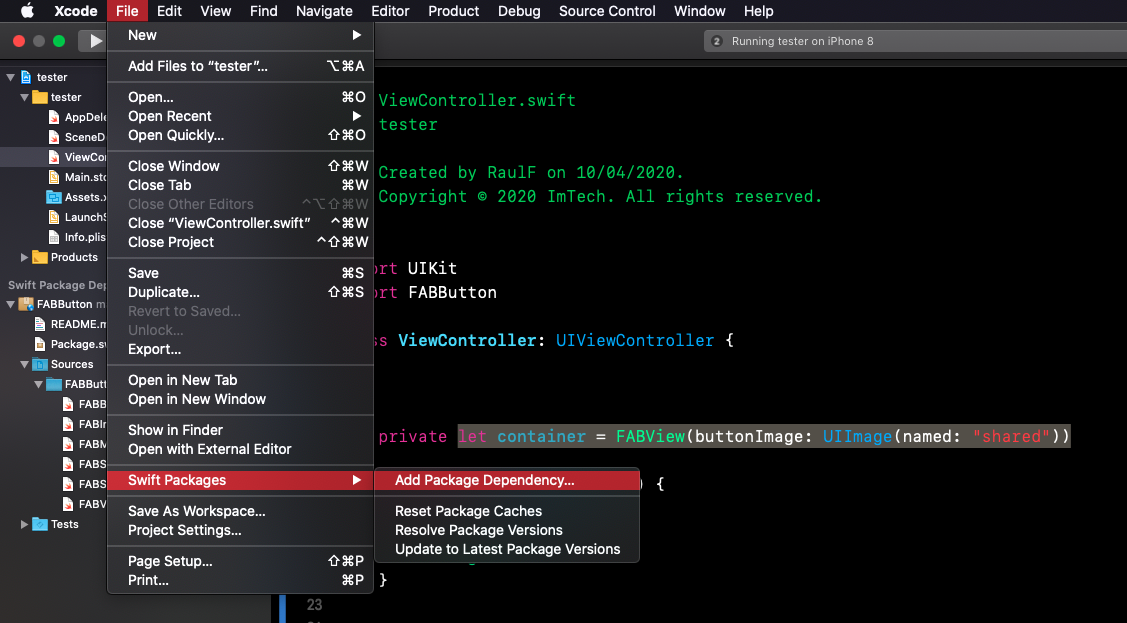 Xcode File Edit View Find Navigate Editor Product Debug Source Control Window Help
2 Running tester on iPhone 8
tester
tester
AppDele
SceneD
ViewCo
Main.sto
Assets.x
LaunchS
Info.plis
Products
Swift Package Dep
FABButton m
README.m
Package.sw
Sources
FABButt
FABB
FABIn
FABM
FABS
FABS
FABV
Tests
New
Add Files to “tester”... ⌥⌘A
Open... ⌘O
Open Recent
Open Quickly... ⇧⌘O
Close Window ⇧⌘W
Close Tab ⌘W
Close Other Editors ^⌥⇧⌘W
Close “ViewController.swift” ^⌘W
Close Project ^⇧⌘W
Save ⌘S
Duplicate... ⇧⌘S
Revert to Saved...
Unlock...
Export...
Open in New Tab
Open in New Window
Show in Finder
Open with External Editor
Swift Packages
Save As Workspace...
Project Settings...
Page Setup... ⇧⌘P
Print... ⌘P
Add Package Dependency...
Reset Package Caches
Resolve Package Versions
Update to Latest Package Versions
ViewController.swift
tester
Created by RaulF on 10/04/2020.
Copyright © 2020 ImTech. All rights reserved.
ort UIKit
ort FABButton
ss ViewController: UIViewController {
private let container = FABView(buttonImage: UIImage(named: "shared"))
) {
}
23